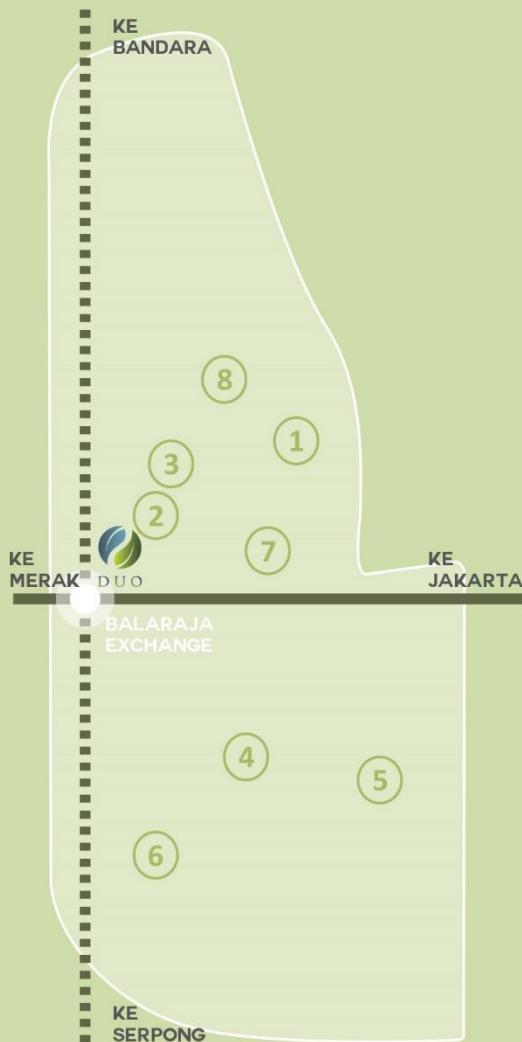 KE
BANDARA
8
1
3
2
7
KE
MERAK
DUO
KE
JAKARTA
BALARAJA
EXCHANGE
4
5
6
KE
SERPONG